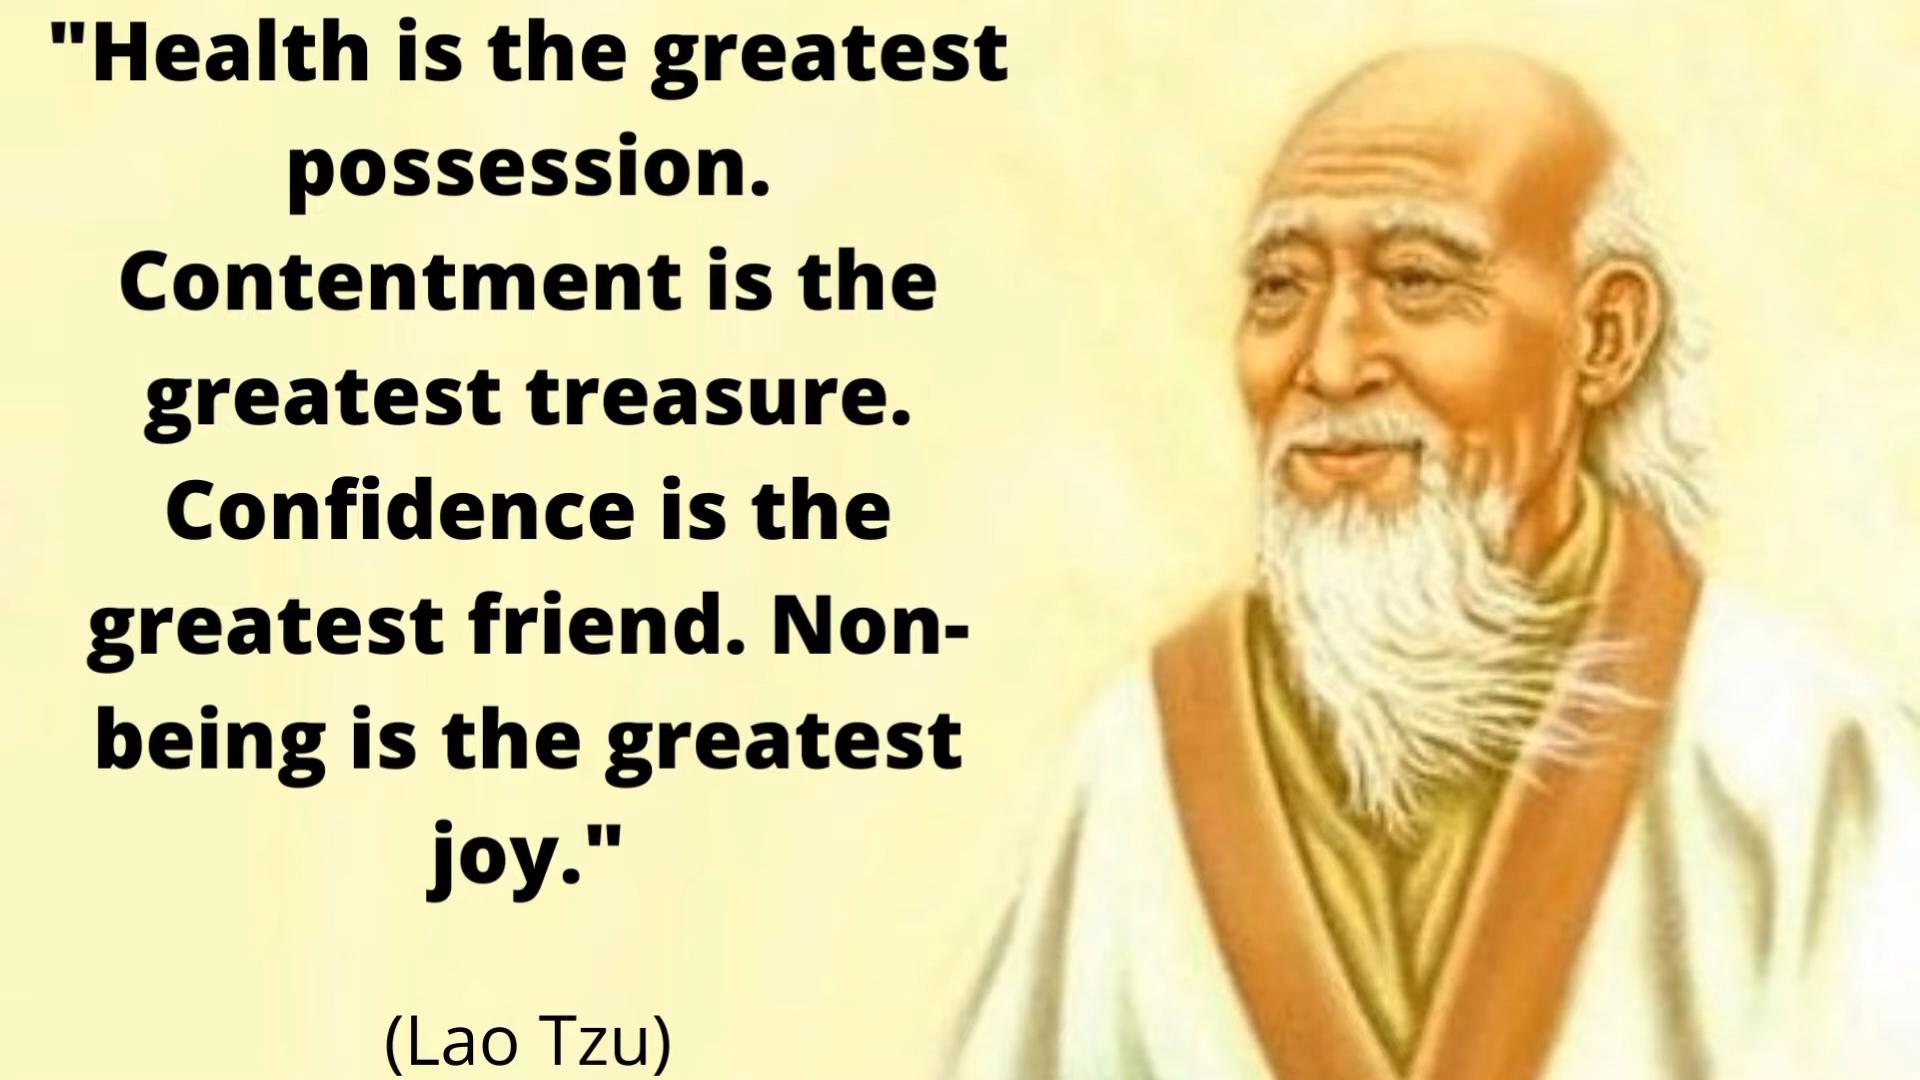 "Health is the greatest
possession.
Contentment is the
greatest treasure.
Confidence is the
greatest friend. Non-
being is the greatest
joy."
(Lao Tzu)